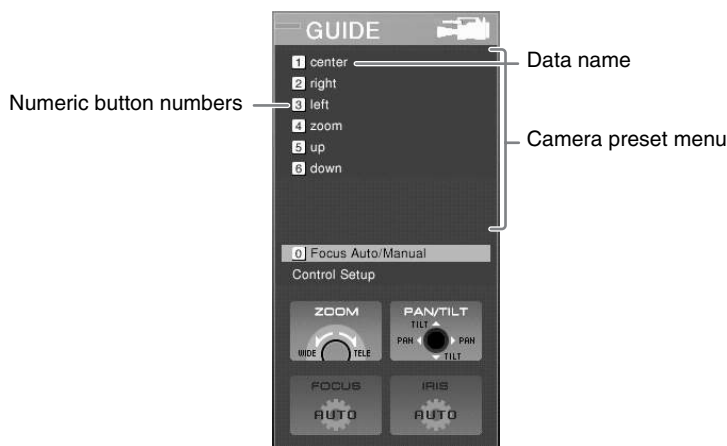 GUIDE
1 center
Data name
2 right
Numeric button numbers
3 left
4 zoom
Camera preset menu
5 up
6 down
0 Focus Auto/Manual
Control Setup
ZOOM
WIDE TELE
PAN/TILT
TILT
PAN PAN
TILT
FOCUS
AUTO
IRIS
AUTO